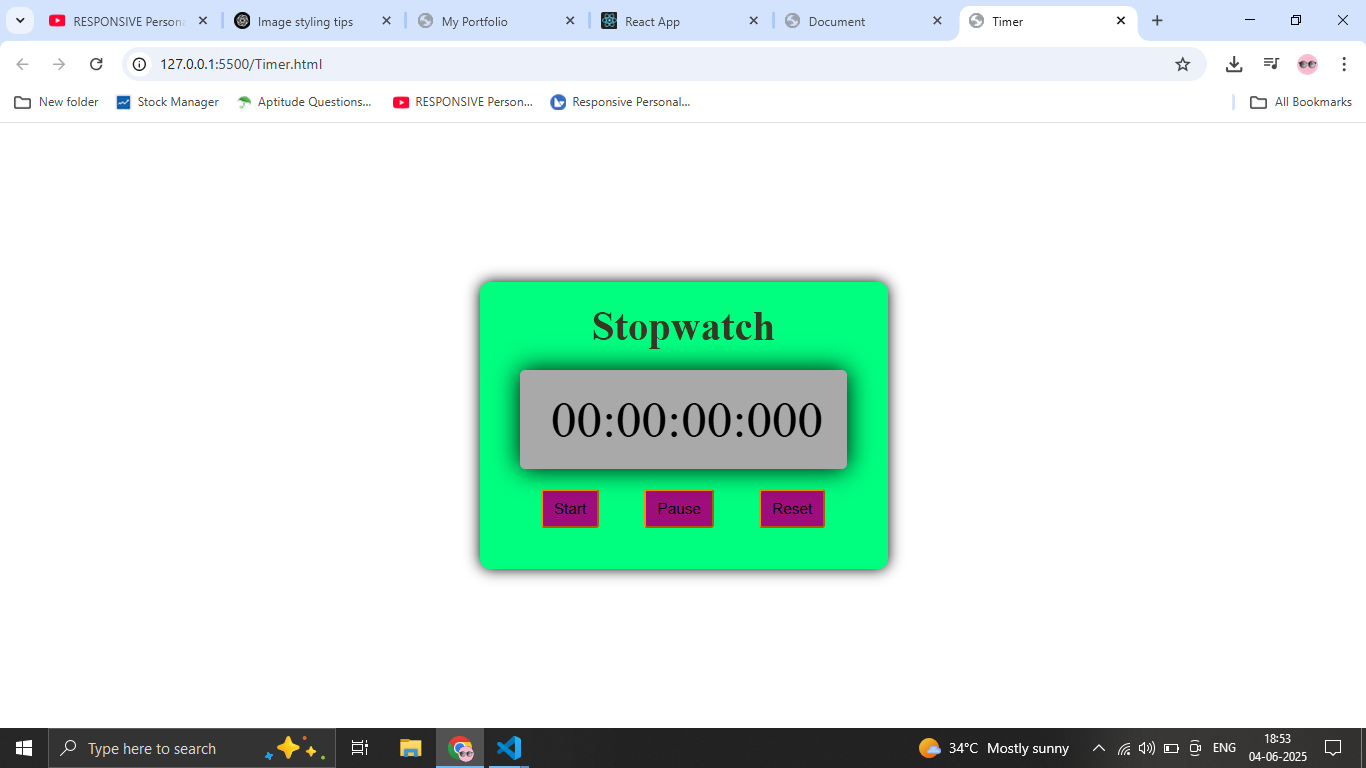 RESPONSIVE Persona
Image styling tips
My Portfolio
React App
Document
Timer
127.0.0.1:5500/Timer.html
New folder
Stock Manager
Aptitude Questions...
RESPONSIVE Person...
Responsive Personal...
All Bookmarks
Stopwatch
00:00:00:000
Start Pause Reset
Type here to search
34°C Mostly sunny
ENG
18:53
04-06-2025